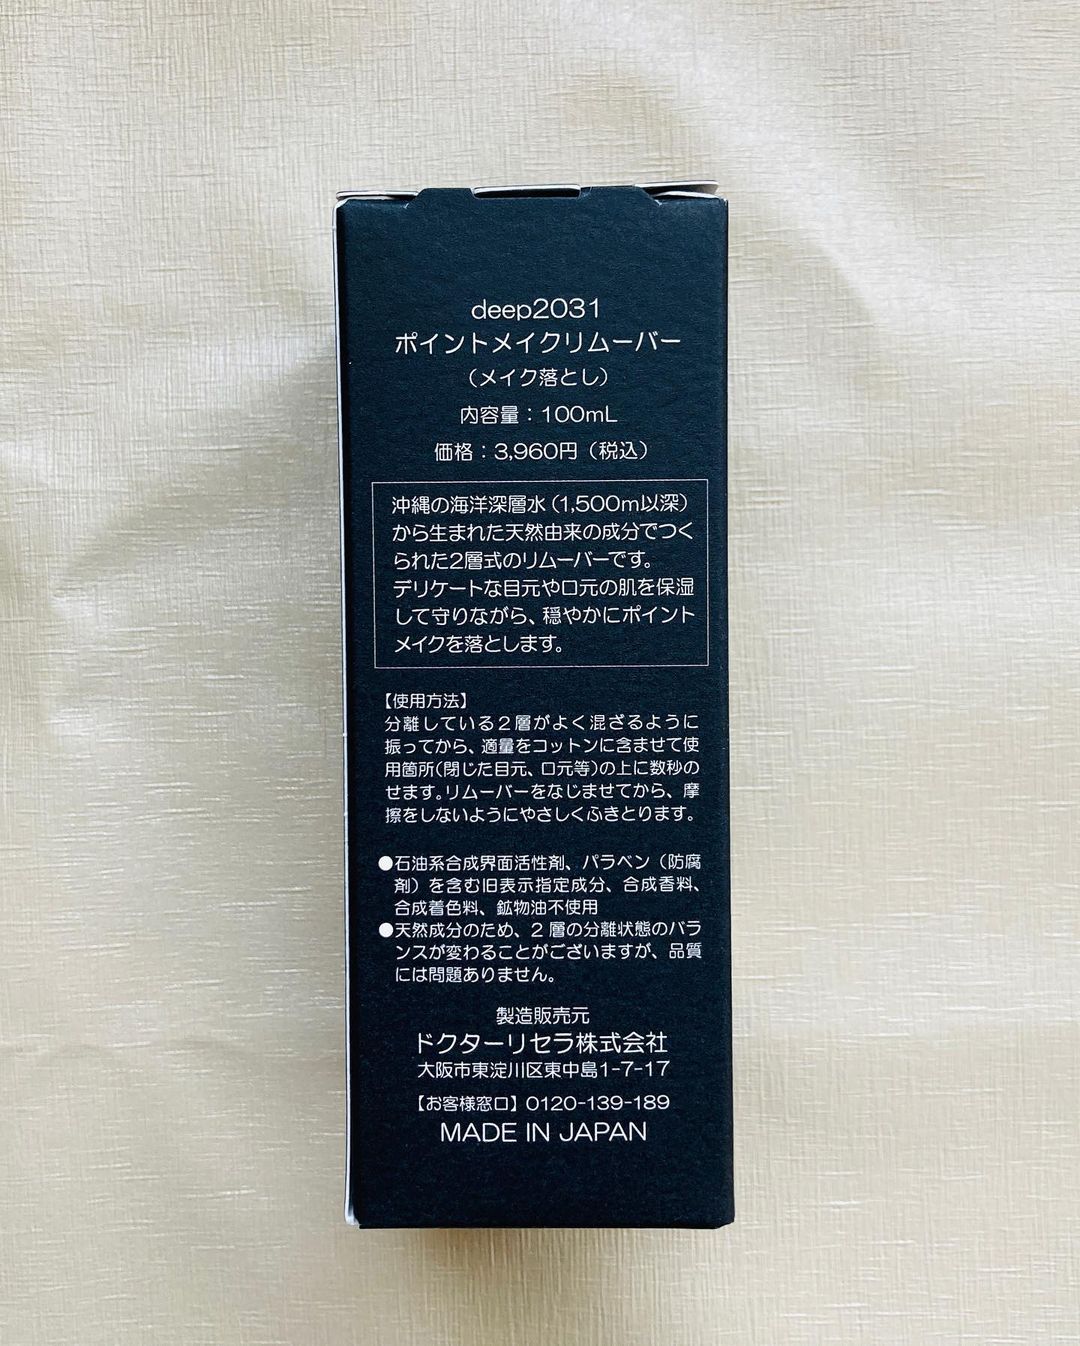 deep2031
ポイントメイクリムーバー
（メイク落とし）
内容量：100mL
価格：3,960円（税込）
沖縄の海洋深層水（1,500m以深）
から生まれた天然由来の成分でつく
られた2層式のリムーバーです。
デリケートな目元や口元の肌を保湿
して守りながら、穏やかにポイント
メイクを落とします。
【使用方法】
分離している2層がよく混ざるように
振ってから、適量をコットンに含ませて使
用箇所（閉じた目元、口元等）の上に数秒の
せます。リムーバーをなじませてから、摩
擦をしないようにやさしくふきとります。
●石油系合成界面活性剤、パラベン（防腐
剤）を含む旧表示指定成分、合成香料、
合成着色料、鉱物油不使用
●天然成分のため、2層の分離状態のバラ
ンスが変わることがございますが、品質
には問題ありません。
製造販売元
ドクターリセラ株式会社
大阪市東淀川区東中島1-7-17
【お客様窓口】0120-139-189
MADE IN JAPAN